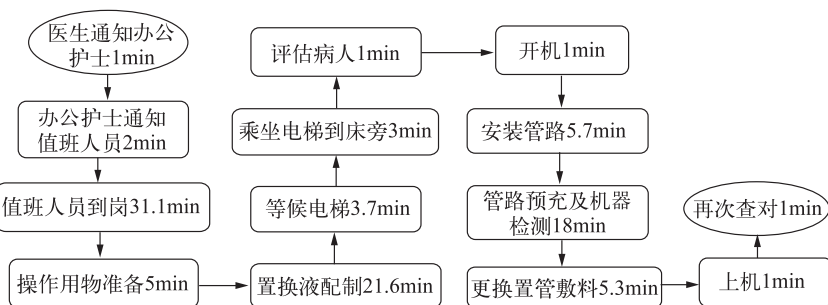 医生通知办公
护士1min
办公护士通知
值班人员2min
值班人员到岗31.1min
操作用物准备5min
置换液配制21.6min
等候电梯3.7min
乘坐电梯到床旁3min
评估病人1min
开机1min
安装管路5.7min
管路预充及机器
检测18min
更换置管敷料5.3min
上机1min
再次查对1min